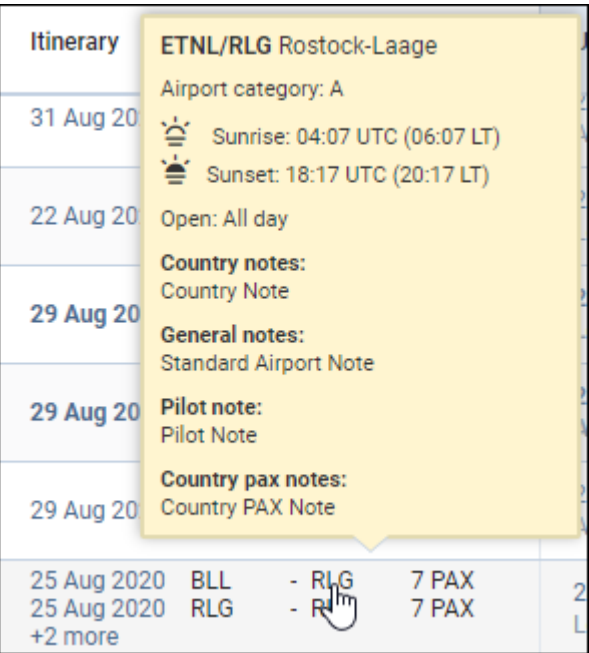 Itinerary
ETNL/RLG Rostock-Laage
Airport category: A
Sunrise: 04:07 UTC (06:07 LT)
Sunset: 18:17 UTC (20:17 LT)
Open: All day
Country notes:
Country Note
General notes:
Standard Airport Note
Pilot note:
Pilot Note
Country pax notes:
Country PAX Note
31 Aug 20
22 Aug 20
29 Aug 20
29 Aug 20
29 Aug 20
25 Aug 2020 BLL - RLG 7 PAX
25 Aug 2020 RLG - 7 PAX
+2 more